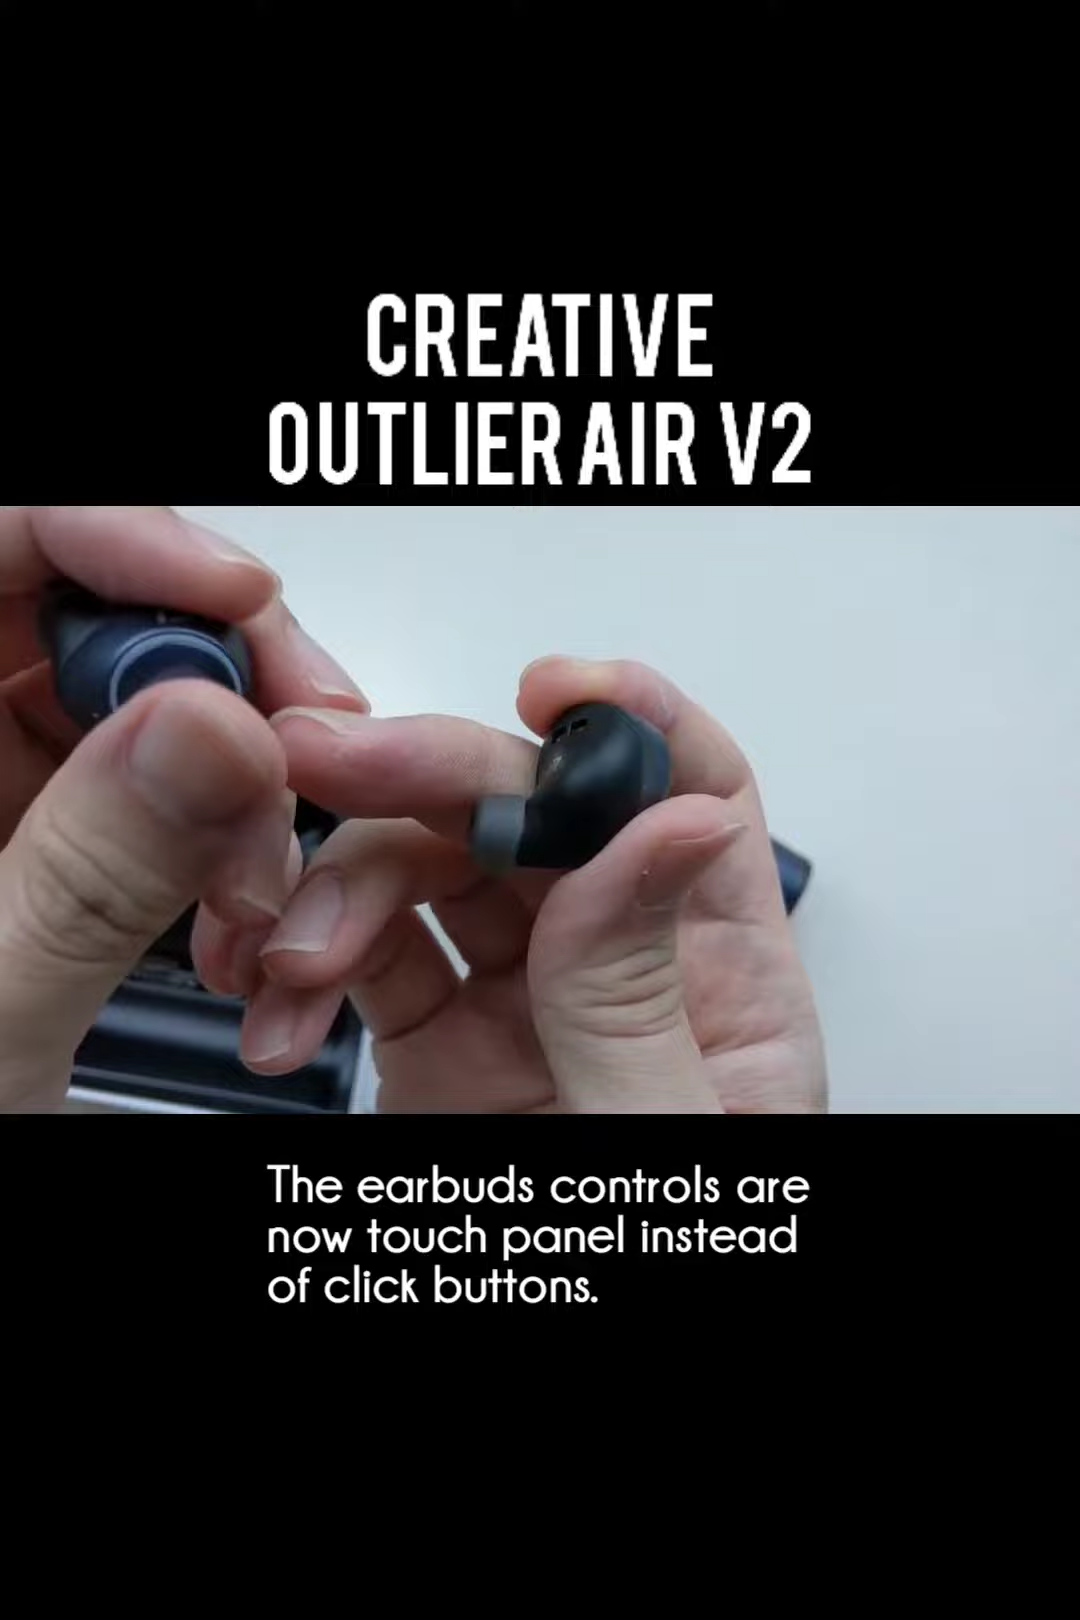 CREATIVE
OUTLIER AIR V2
The earbuds controls are
now touch panel instead
of click buttons.